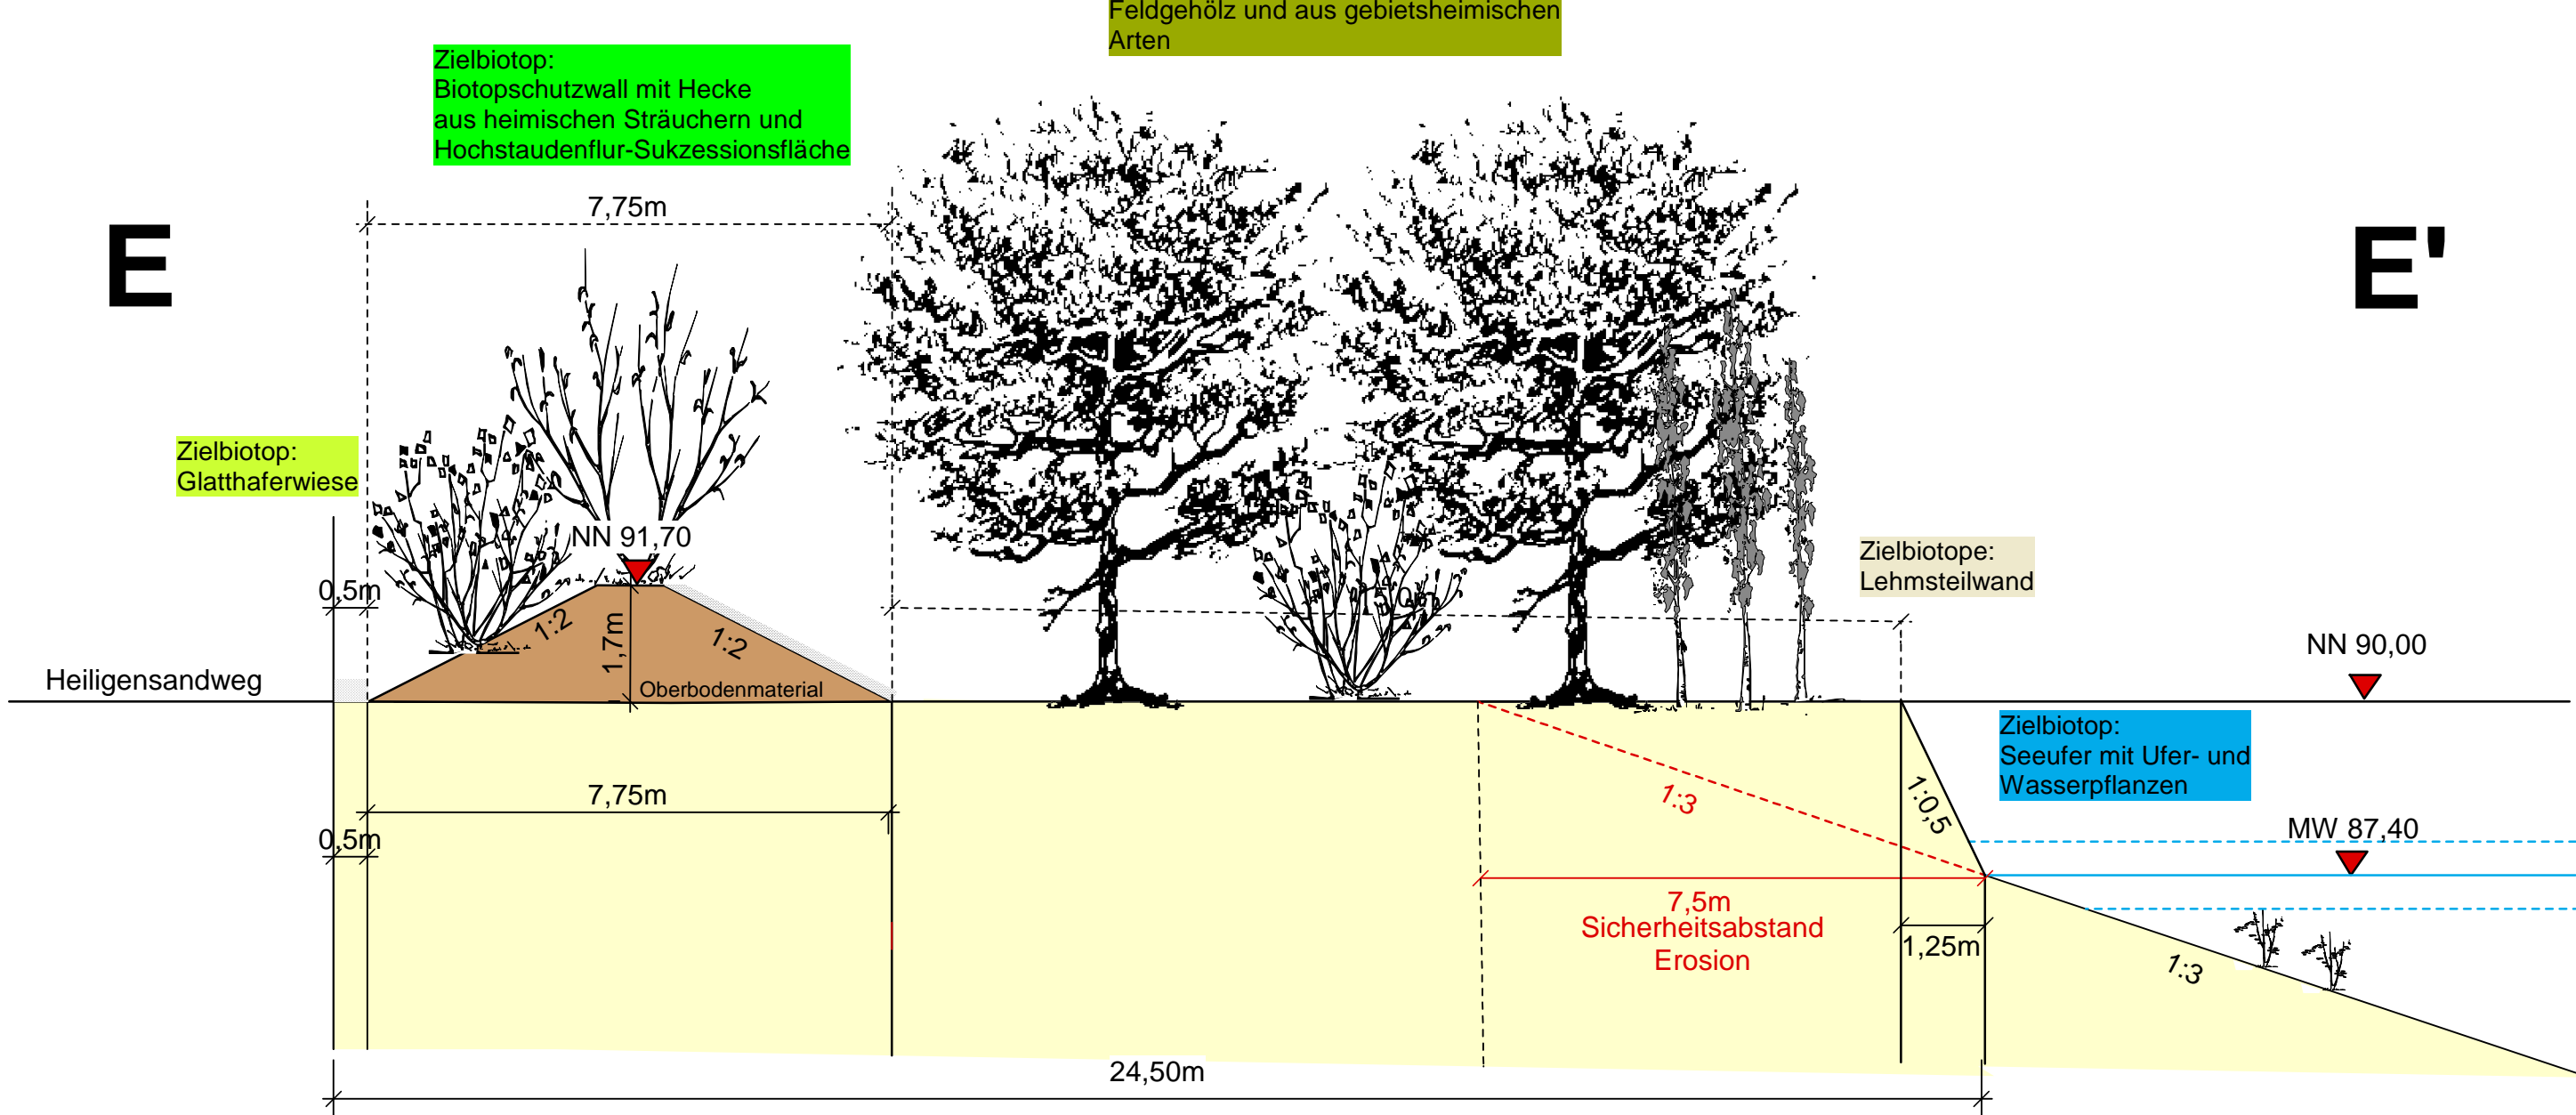 Feldgehölz und aus gebietsheimischen
Arten
Zielbiotop:
Biotopschutzwall mit Hecke
aus heimischen Sträuchern und
Hochstaudenflur-Sukzessionsfläche
7,75m
E
E'
Zielbiotop:
Glatthaferwiese
NN 91,70
0,5m
1:2
1,7m
1:2
Oberbodenmaterial
Heiligensandweg
Zielbiotope:
Lehmsteilwand
NN 90,00
Zielbiotop:
Seeufer mit Ufer- und
Wasserpflanzen
7,75m
0,5m
1:3
1:0,5
MW 87,40
7,5m
Sicherheitsabstand
Erosion
1,25m
1:3
24,50m